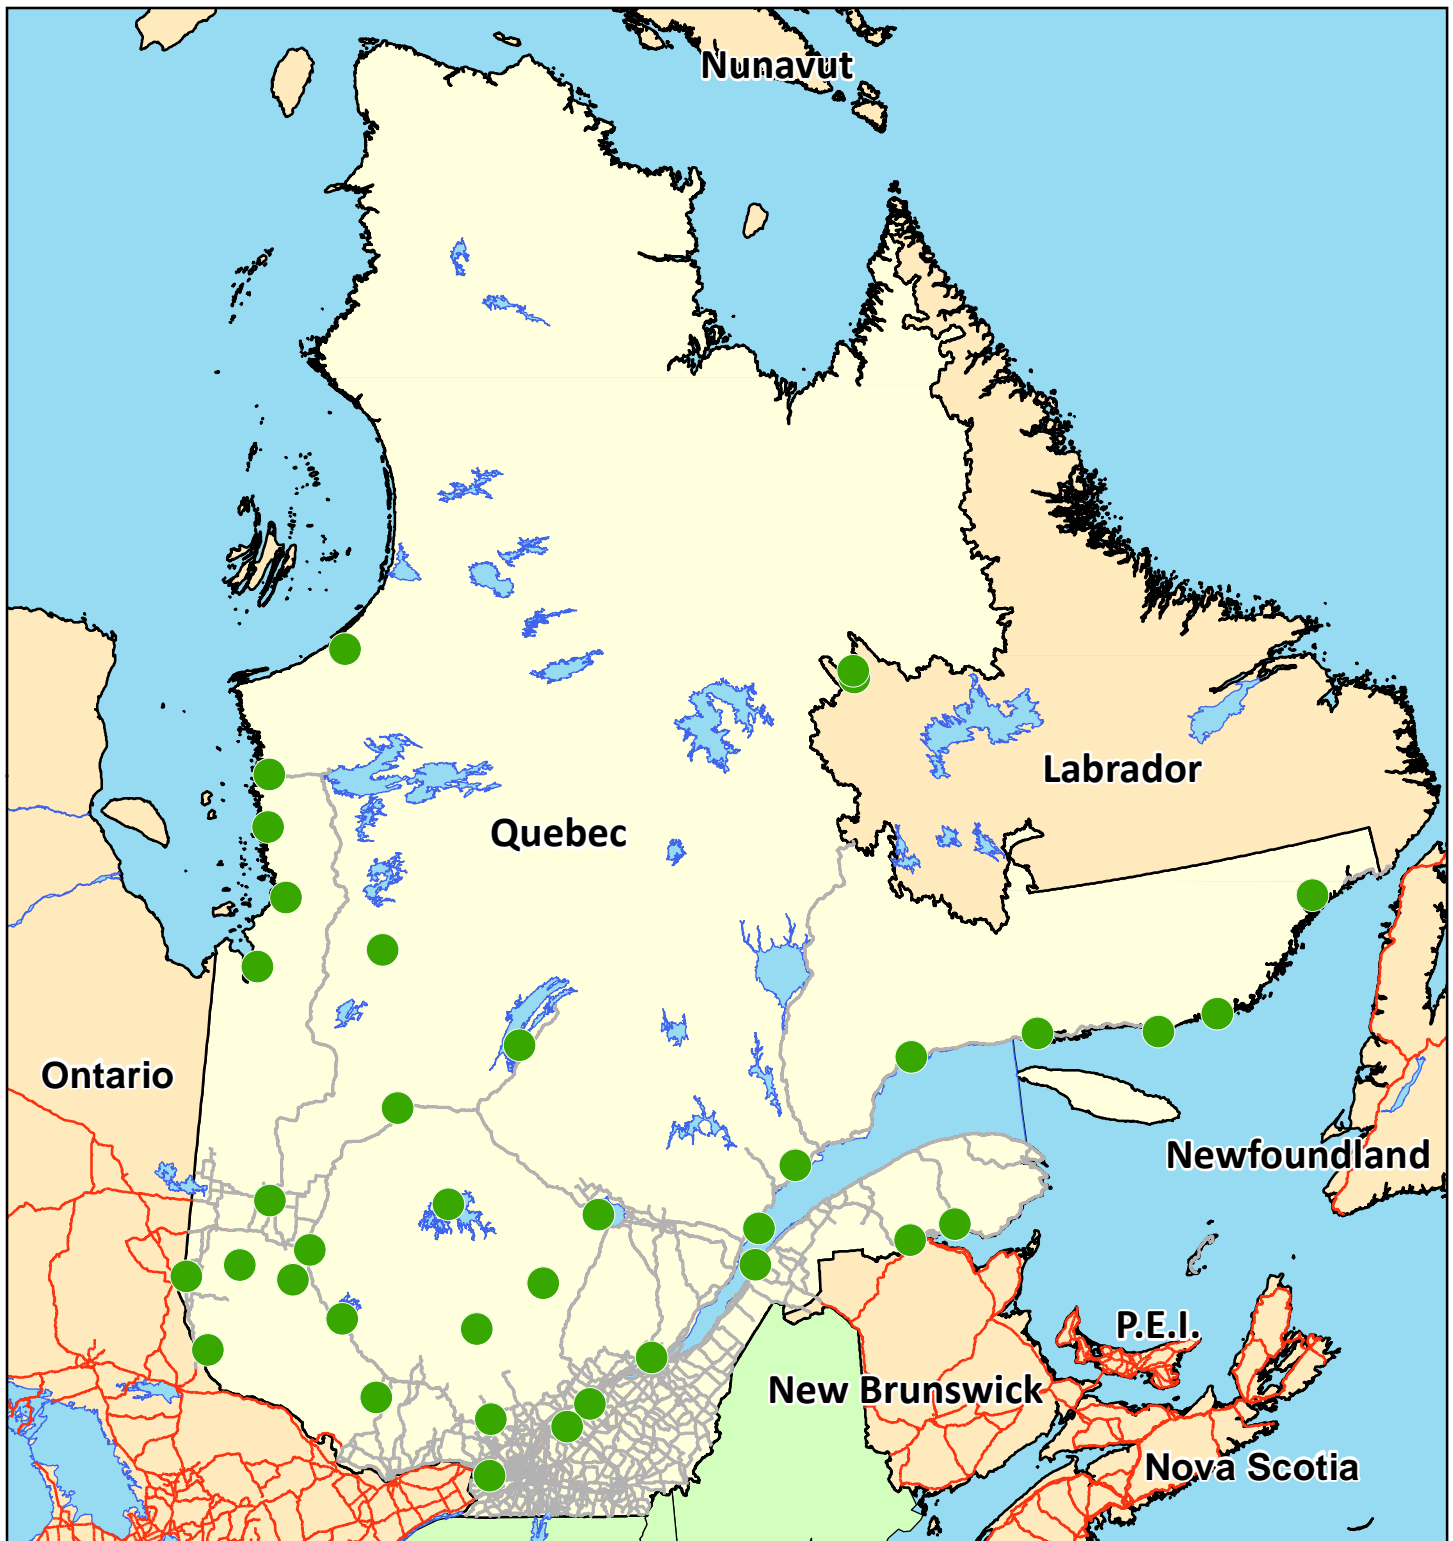 Nunavut
Labrador
Quebec
Ontario
Newfoundland
P.E.I.
New Brunswick
Nova Scotia